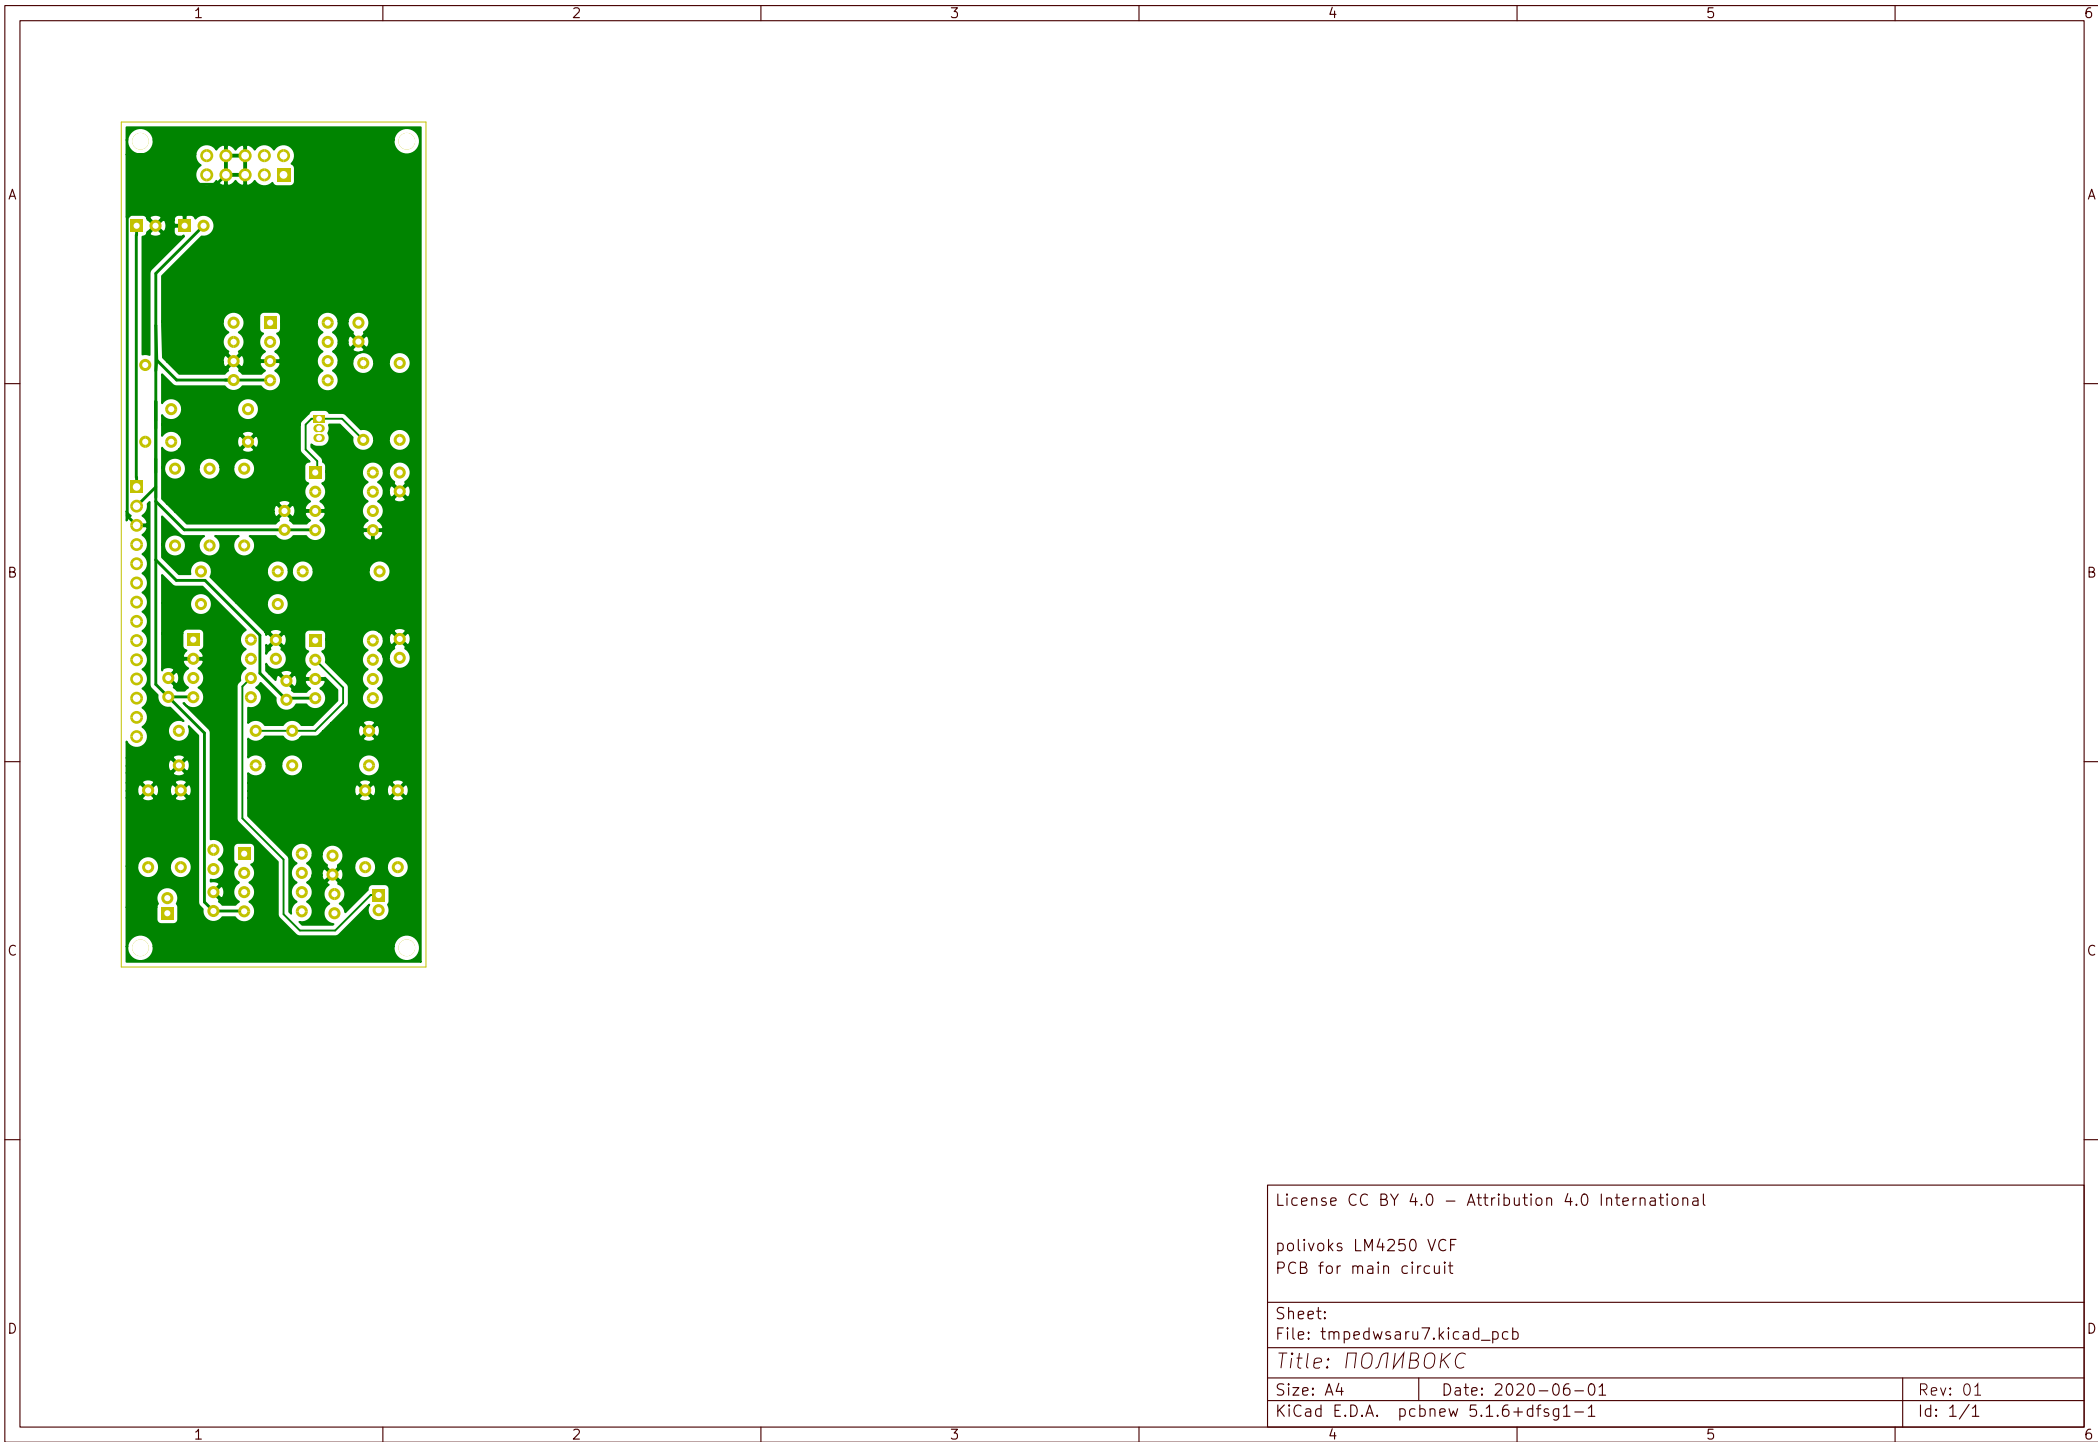 1 2 3 4 5 6
A A
B B
C C
D D
License CC BY 4.0 - Attribution 4.0 International
polivoks LM4250 VCF
PCB for main circuit
Sheet:
File: tmpedwsaru7.kicad_pcb
Title: ПОЛИВОКС
Size: A4 Date: 2020-06-01 Rev: 01
KiCad E.D.A. pcbnew 5.1.6+dfsg1-1 Id: 1/1
1 2 3 4 5 6